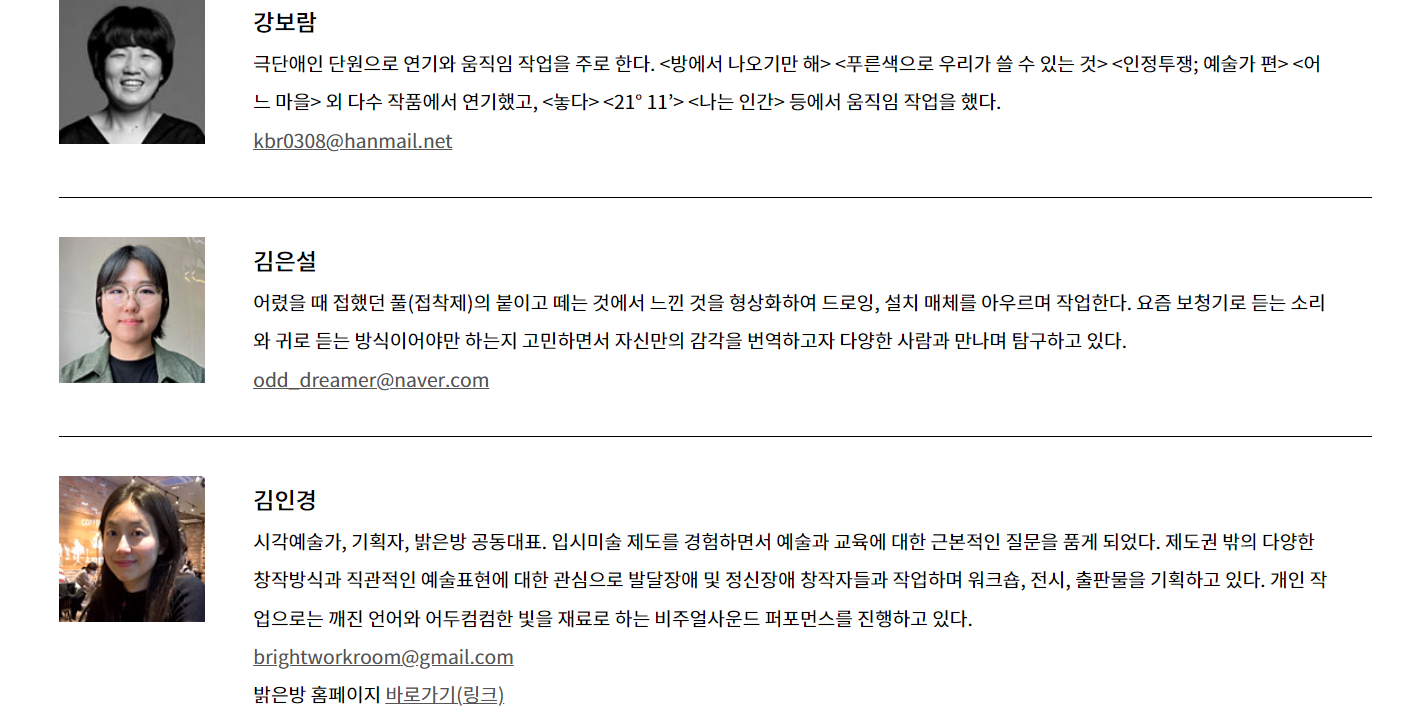 강보람
극단애인 단원으로 연기와 움직임 작업을 주로 한다. <방에서 나오기만 해> <푸른색으로 우리가 쓸 수 있는 것> <인정투쟁; 예술가 편> <어
느 마을> 외 다수 작품에서 연기했고, <놓다> <21° 11’> <나는 인간> 등에서 움직임 작업을 했다.
kbr0308@hanmail.net
김은설
어렸을 때 접했던 풀(접착제)의 붙이고 떼는 것에서 느낀 것을 형상화하여 드로잉, 설치 매체를 아우르며 작업한다. 요즘 보청기로 듣는 소리
와 귀로 듣는 방식이어야만 하는지 고민하면서 자신만의 감각을 번역하고자 다양한 사람과 만나며 탐구하고 있다.
odd_dreamer@naver.com
COFFEE
김인경
시각예술가, 기획자, 밝은방 공동대표. 입시미술 제도를 경험하면서 예술과 교육에 대한 근본적인 질문을 품게 되었다. 제도권 밖의 다양한
창작방식과 직관적인 예술표현에 대한 관심으로 발달장애 및 정신장애 창작자들과 작업하며 워크숍, 전시, 출판물을 기획하고 있다. 개인 작
업으로는 깨진 언어와 어두컴컴한 빛을 재료로 하는 비주얼사운드 퍼포먼스를 진행하고 있다.
brightworkroom@gmail.com
밝은방 홈페이지 바로가기(링크)